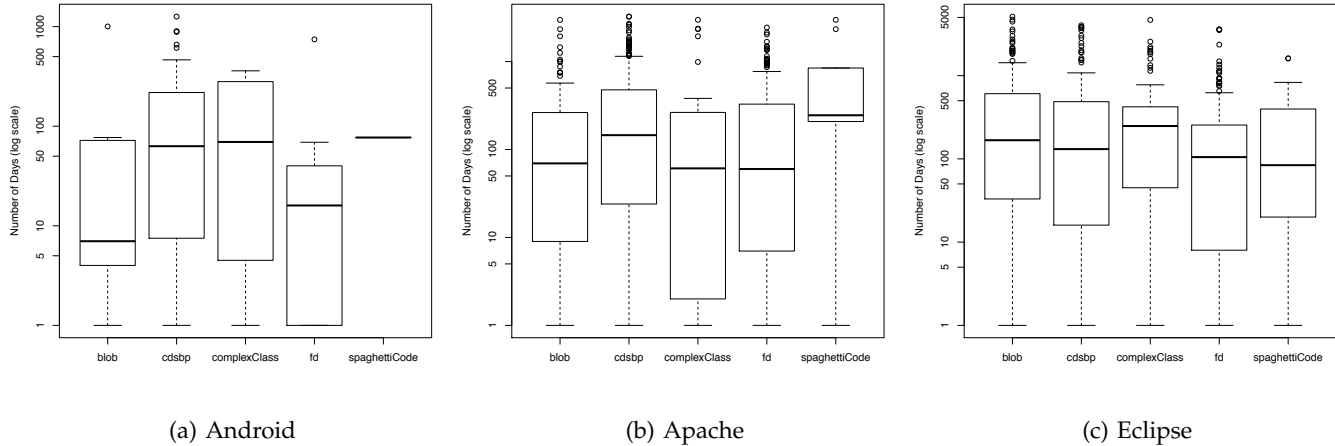 Number of Days (log scale)
1000
500
100
50
10
5
1
blob cdsbp complexClass fd spaghettiCode
(a) Android
Number of Days (log scale)
500
100
50
10
5
1
blob cdsbp complexClass fd spaghettiCode
(b) Apache
Number of Days (log scale)
5000
500
100
50
10
5
1
blob cdsbp complexClass fd spaghettiCode
(c) Eclipse